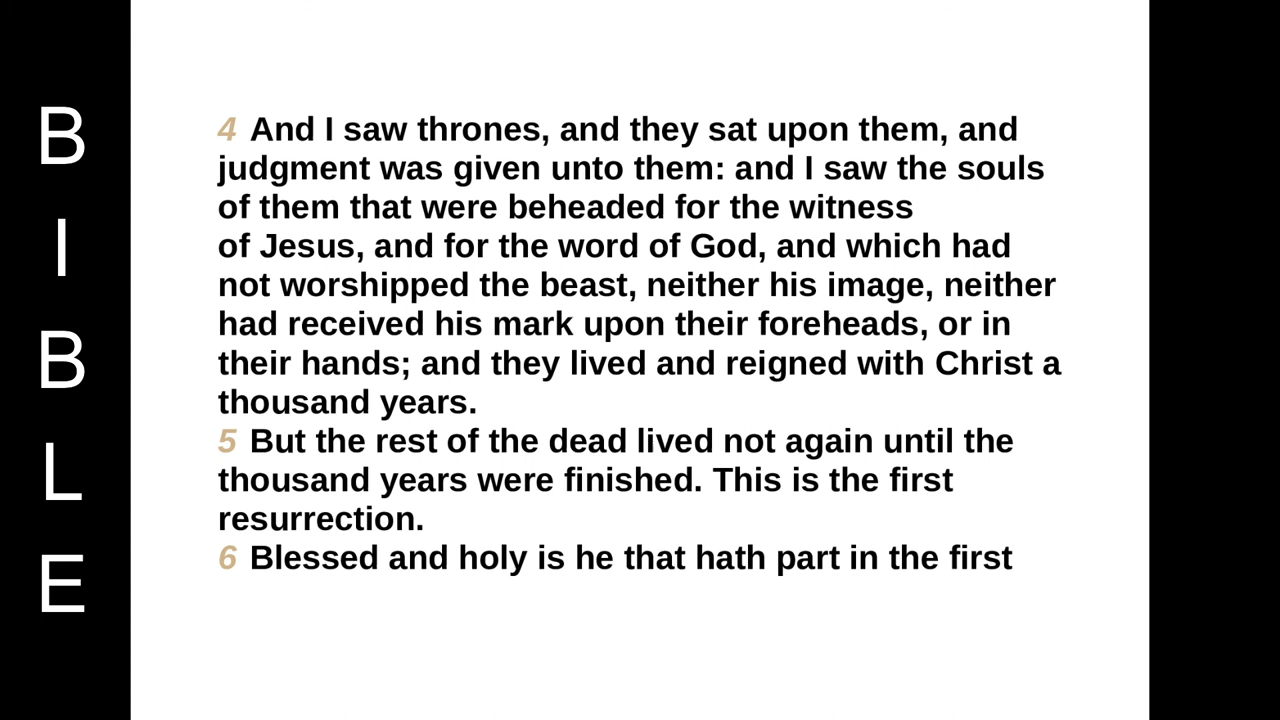 B
I
B
L
E
4 And I saw thrones, and they sat upon them, and
judgment was given unto them: and I saw the souls
of them that were beheaded for the witness
of Jesus, and for the word of God, and which had
not worshipped the beast, neither his image, neither
had received his mark upon their foreheads, or in
their hands; and they lived and reigned with Christ a
thousand years.
5 But the rest of the dead lived not again until the
thousand years were finished. This is the first
resurrection.
6 Blessed and holy is he that hath part in the first